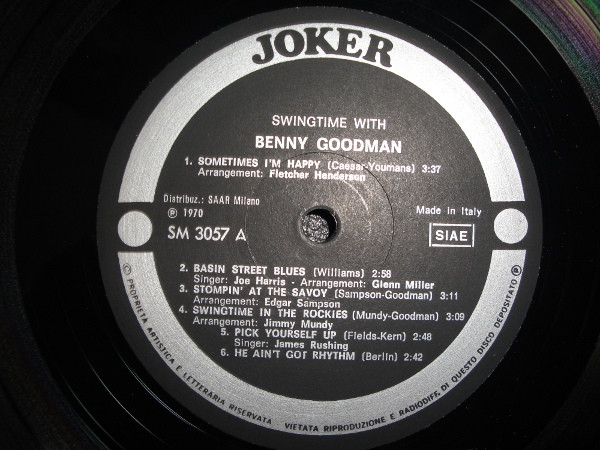 JOKER
SWINGTIME WITH
BENNY GOODMAN
1. SOMETIMES I'M HAPPY (Caesar-Youmans) 3:37
Arrangement: Fletcher Henderson
Distribuz.: SAAR Milano
Ⓟ 1970
SM 3057 A
Made in Italy
SIAE
2. BASIN STREET BLUES (Williams) 2:58
Singer: Joe Harris - Arrangement: Glenn Miller
3. STOMPIN' AT THE SAVOY (Sampson-Goodman) 3:11
Arrangement: Edgar Sampson
4. SWINGTIME IN THE ROCKIES (Mundy-Goodman) 3:09
Arrangement: Jimmy Mundy
5. PICK YOURSELF UP (Fields-Kern) 2:48
Singer: James Rushing
6. HE AIN'T GOT RHYTHM (Berlin) 2:42
© PROPRIETA ARTISTICA E LETTERARIA RISERVATA VIETATA RIPRODUZIONE E RADIODIFF. DI QUESTO DISCO DEPOSITATO Ⓟ